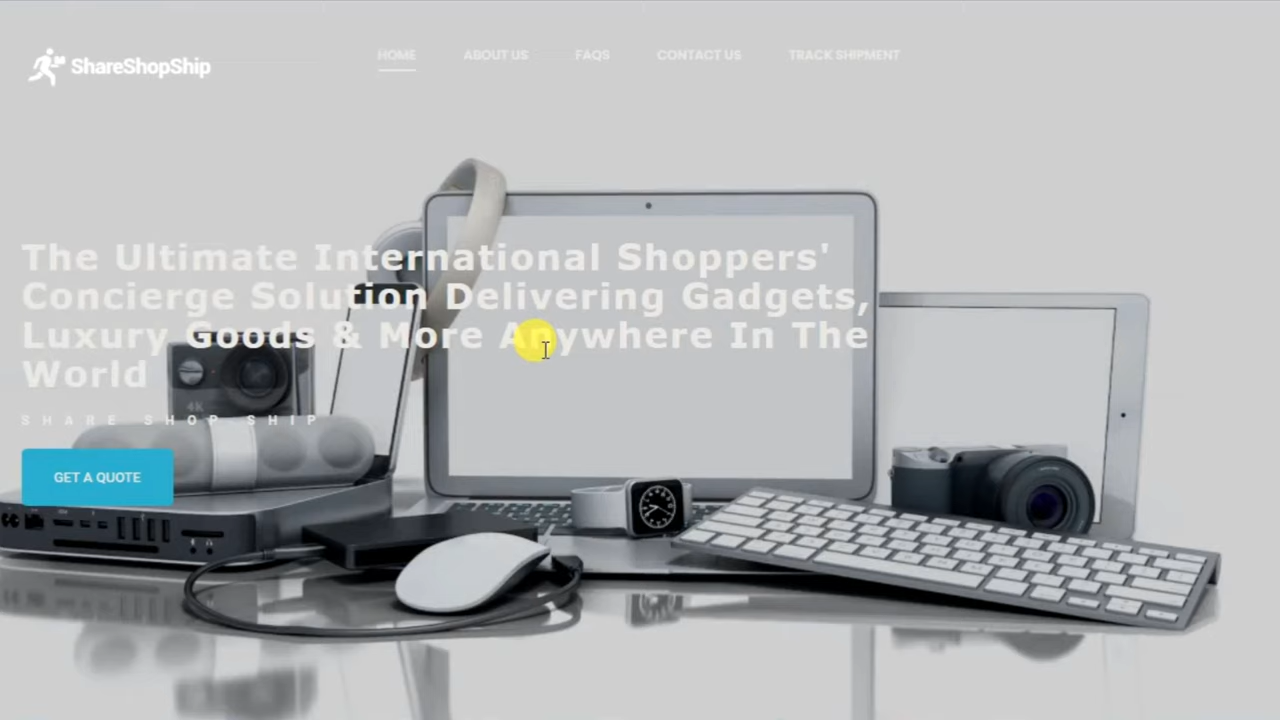 ShareShopShip
HOME ABOUT US FAQS CONTACT US TRACK SHIPMENT
The Ultimate International Shoppers'
Concierge Solution Delivering Gadgets,
Luxury Goods & More Anywhere In The
World
4K
SHARE SHOP SHIP
GET A QUOTE